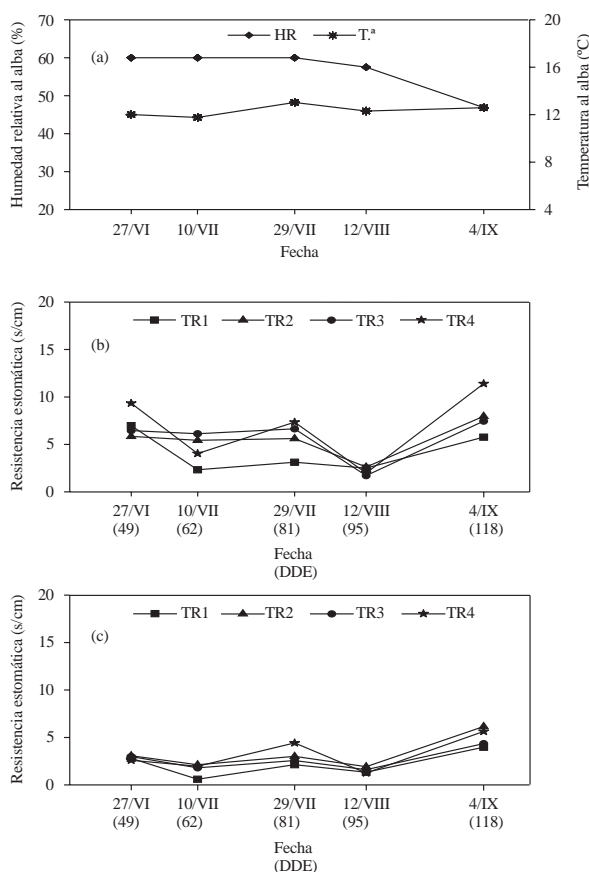 HR T.ª
(a)
Humedad relativa al alba (%)
70
60
50
40
30
20
Temperatura al alba (ºC)
20
16
12
8
4
27/VI 10/VII 29/VII 12/VIII 4/IX
Fecha
TR1 TR2 TR3 TR4
(b)
Resistencia estomática (s/cm)
20
15
10
5
0
27/VI 10/VII 29/VII 12/VIII 4/IX
(49) (62) (81) (95) (118)
Fecha
(DDE)
TR1 TR2 TR3 TR4
(c)
Resistencia estomática (s/cm)
20
15
10
5
0
27/VI 10/VII 29/VII 12/VIII 4/IX
(49) (62) (81) (95) (118)
Fecha
(DDE)